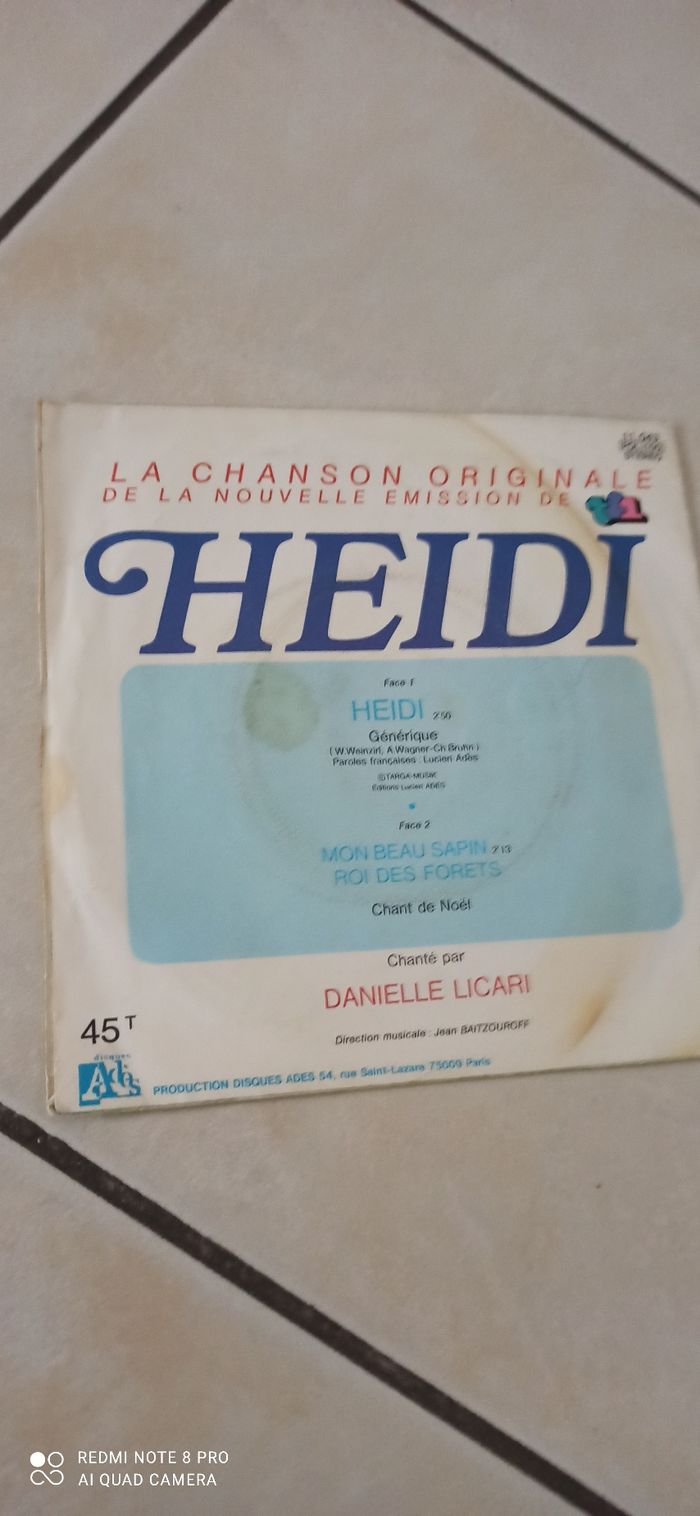 LA CHANSON ORIGINALE
DE LA NOUVELLE EMISSION DE tf1
HEIDI
Face 1
HEIDI 2'50
Générique
( W.Weinzirl, A.Wagner-Ch Bruhn )
Paroles françaises : Lucien Adès
©TARGA-MUSIK
Editions Lucien ADES
Face 2
MON BEAU SAPIN 2'13
ROI DES FORETS
Chant de Noël
Chanté par
DANIELLE LICARI
Direction musicale : Jean BAITZOUROFF
45 T
disques
Adès
PRODUCTION DISQUES ADES 54, rue Saint-Lazare 75009 Paris
REDMI NOTE 8 PRO
AI QUAD CAMERA